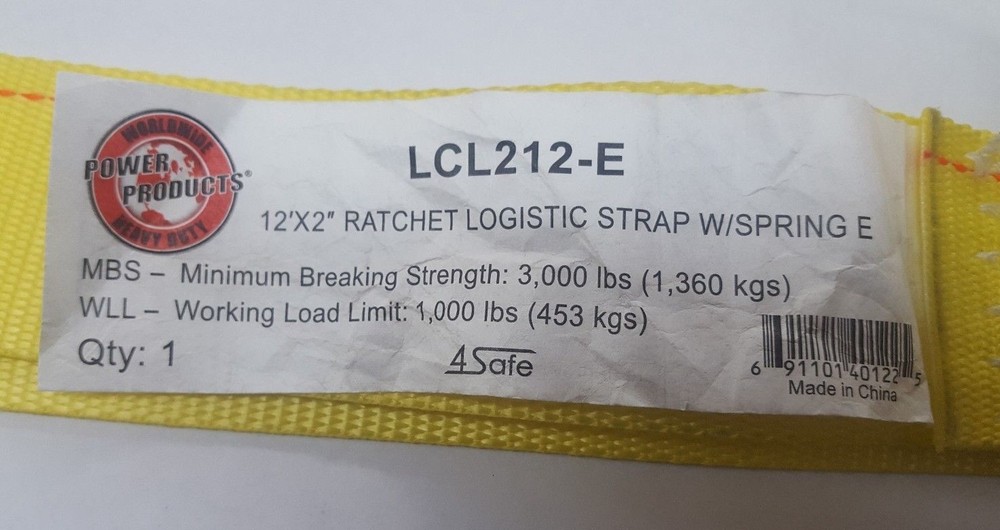 WORLDWIDE
POWER
PRODUCTS®
HEAVY DUTY
LCL212-E
12'X2" RATCHET LOGISTIC STRAP W/SPRING E
MBS – Minimum Breaking Strength: 3,000 lbs (1,360 kgs)
WLL – Working Load Limit: 1,000 lbs (453 kgs)
Qty: 1
4Safe
6 91101 40122 5
Made in China